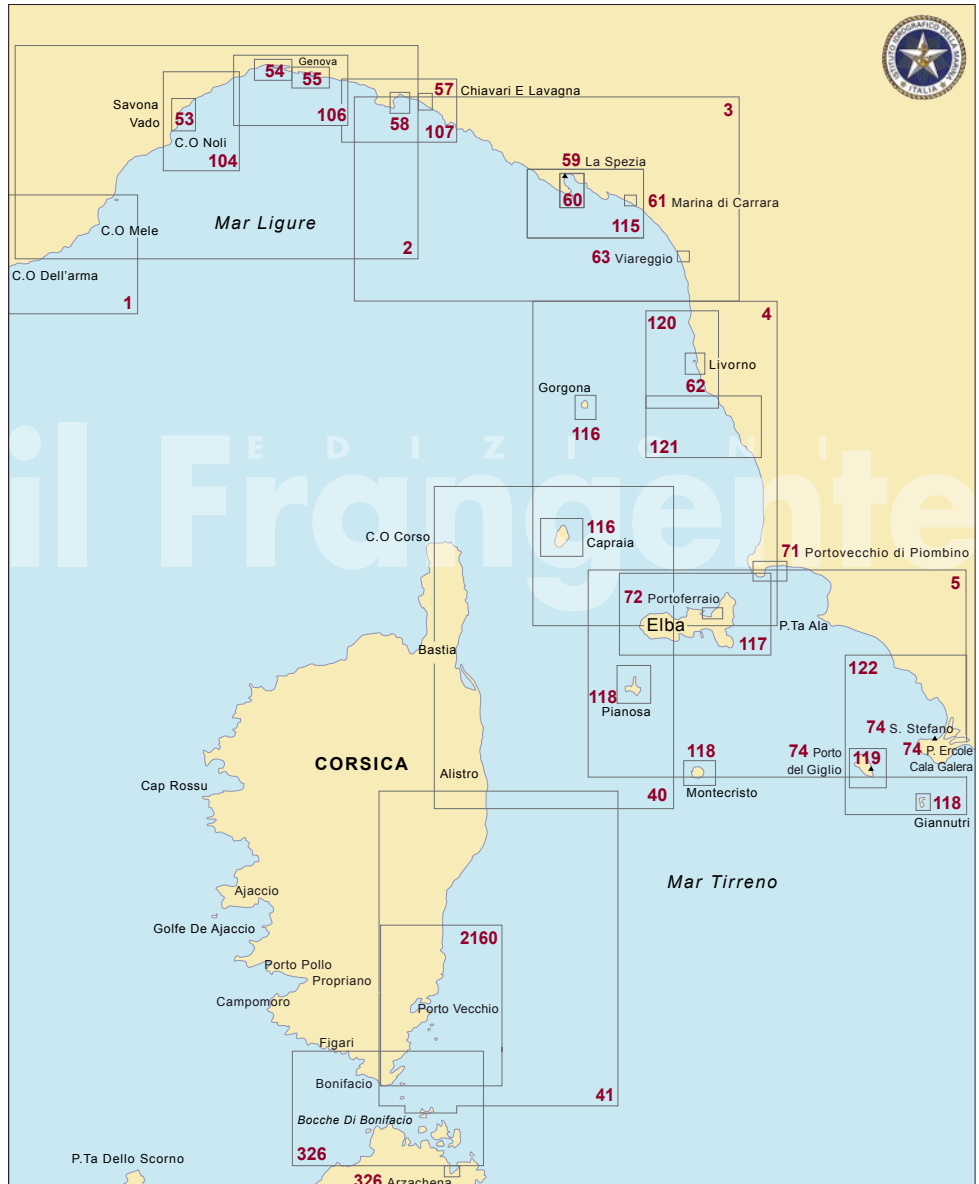 ISTITUTO IDROGRAFICO DELLA MARINA
ITALIA
Genova
54
55
57 Chiavari E Lavagna
3
Savona
Vado
53
106
58
107
C.O Noli
104
59 La Spezia
60
61 Marina di Carrara
115
C.O Mele
Mar Ligure
2
63 Viareggio
C.O Dell'arma
1
120
4
Livorno
62
Gorgona
116
121
EDIZIONI
il Frangente
C.O Corso
116
Capraia
71 Portovecchio di Piombino
5
72 Portoferraio
Elba
P.Ta Ala
117
Bastia
122
118
Pianosa
74 S. Stefano
74 P. Ercole
Cala Galera
118
Montecristo
74 Porto
del Giglio
119
CORSICA
Alistro
Cap Rossu
40
118
Giannutri
Mar Tirreno
Ajaccio
Golfe De Ajaccio
2160
Porto Pollo
Propriano
Campomoro
Porto Vecchio
Figari
Bonifacio
41
Bocche Di Bonifacio
326
P.Ta Dello Scorno
326 Arzachena